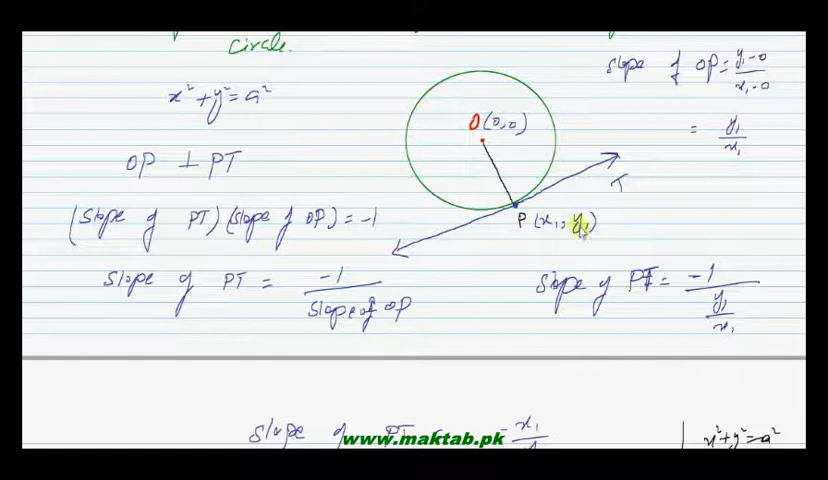 circle.
x²+y²=a²
slope of OP = y₁-0 / x₁-0
= y₁ / x₁
O(0,0)
OP ⊥ PT
T
P(x₁, y₁)
(slope of PT)(slope of OP) = -1
slope of PT = -1 / slope of OP
slope of PT = -1 / y₁/x₁
slope of PT = -x₁
x²+y²=a²
www.maktab.pk